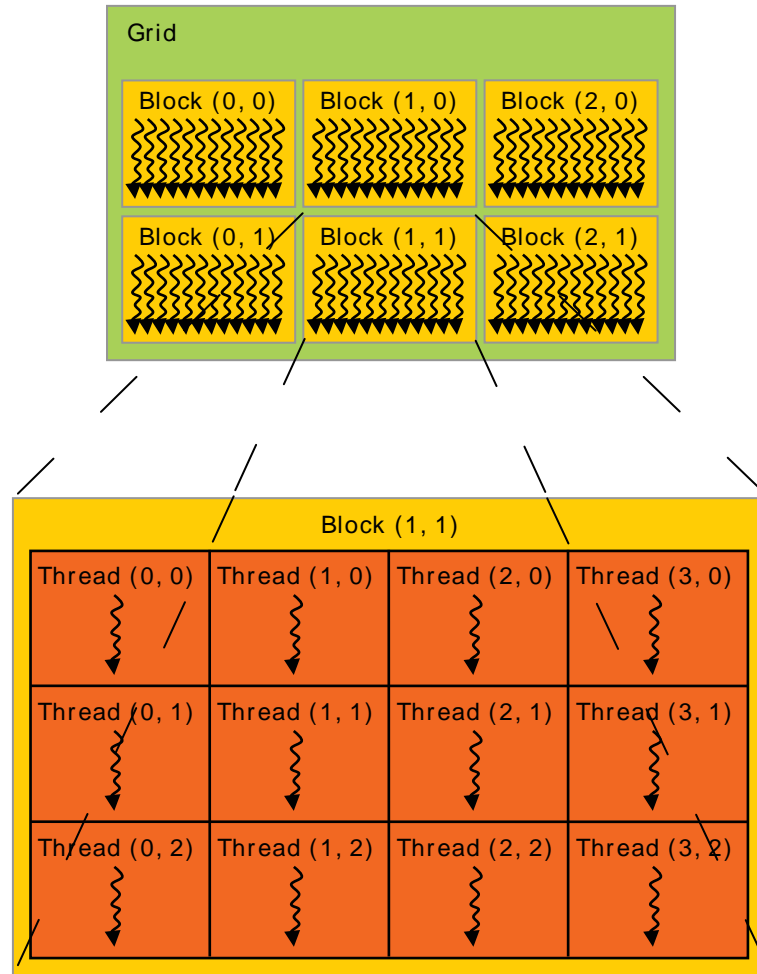 Grid
Block (0, 0) Block (1, 0) Block (2, 0)
Block (0, 1) Block (1, 1) Block (2, 1)
Block (1, 1)
Thread (0, 0) Thread (1, 0) Thread (2, 0) Thread (3, 0)
Thread (0, 1) Thread (1, 1) Thread (2, 1) Thread (3, 1)
Thread (0, 2) Thread (1, 2) Thread (2, 2) Thread (3, 2)